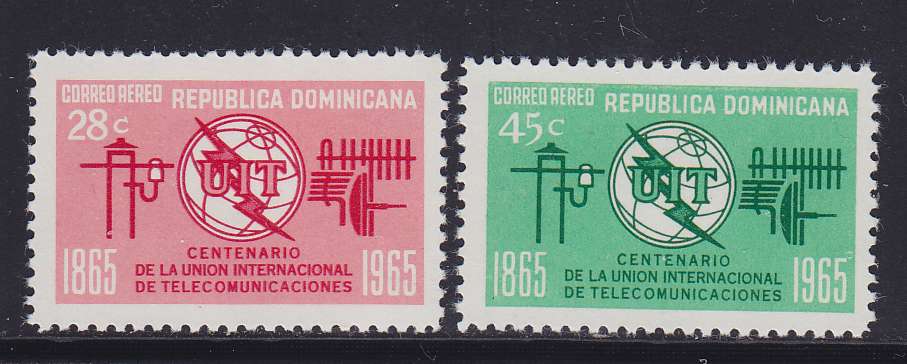 CORREO AEREO REPUBLICA DOMINICANA
28c
UIT
1865 1965
CENTENARIO
DE LA UNION INTERNACIONAL
DE TELECOMUNICACIONES
CORREO AEREO REPUBLICA DOMINICANA
45c
UIT
1865 1965
CENTENARIO
DE LA UNION INTERNACIONAL
DE TELECOMUNICACIONES